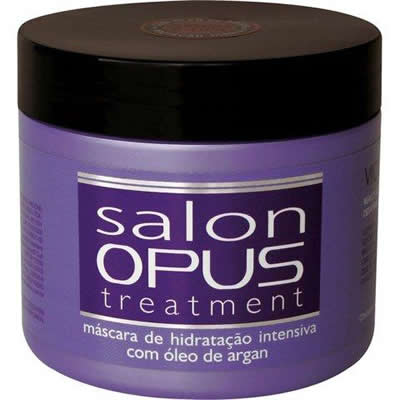 salon
OPUS
treatment
máscara de hidratação intensiva
com óleo de argan